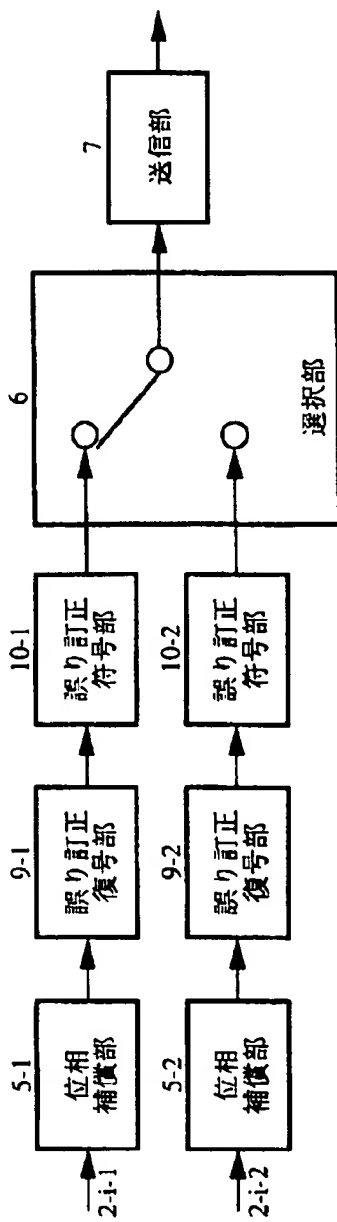 2-i-1
5-1
位相
補償部
9-1
誤り訂正
復号部
10-1
誤り訂正
符号部
6
選択部
7
送信部
2-i-2
5-2
位相
補償部
9-2
誤り訂正
復号部
10-2
誤り訂正
符号部